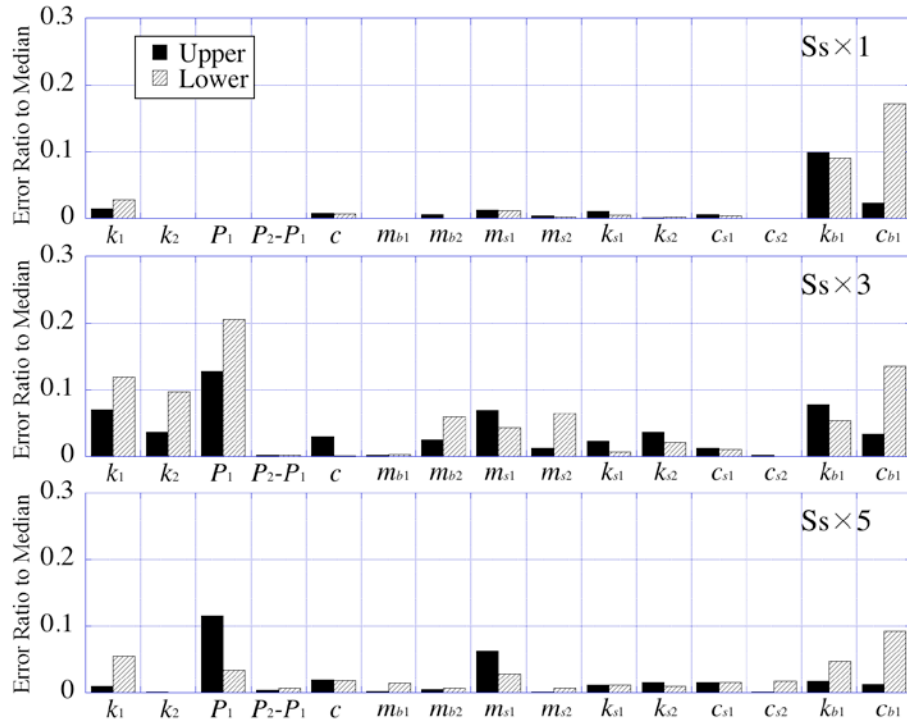 0.3
Ss×1
Upper
Lower
0.2
0.1
0
Error Ratio to Median
k1 k2 P1 P2-P1 c mb1 mb2 ms1 ms2 ks1 ks2 cs1 cs2 kb1 cb1
0.3
Ss×3
0.2
0.1
0
Error Ratio to Median
k1 k2 P1 P2-P1 c mb1 mb2 ms1 ms2 ks1 ks2 cs1 cs2 kb1 cb1
0.3
Ss×5
0.2
0.1
0
Error Ratio to Median
k1 k2 P1 P2-P1 c mb1 mb2 ms1 ms2 ks1 ks2 cs1 cs2 kb1 cb1